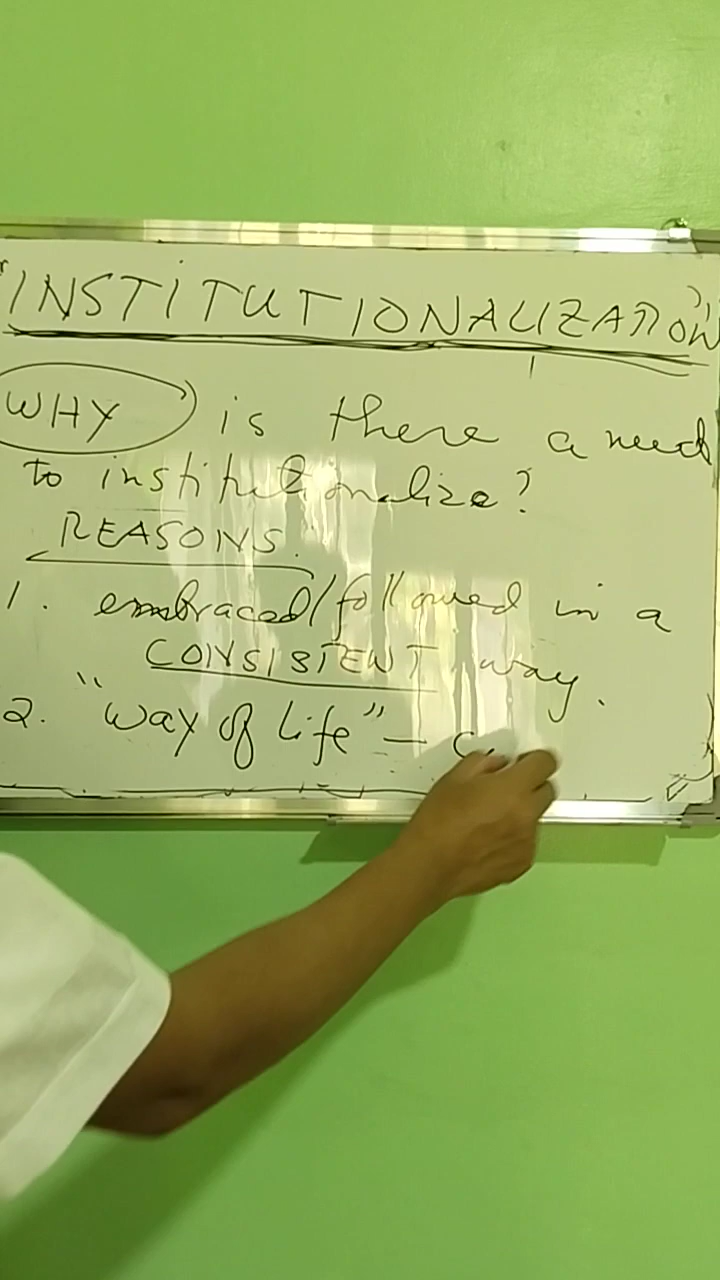 "INSTITUTIONALIZATION"
WHY is there a need
to institutionalize?
REASONS.
1. embraced/followed in a
CONSISTENT way.
2. "way of life" - c